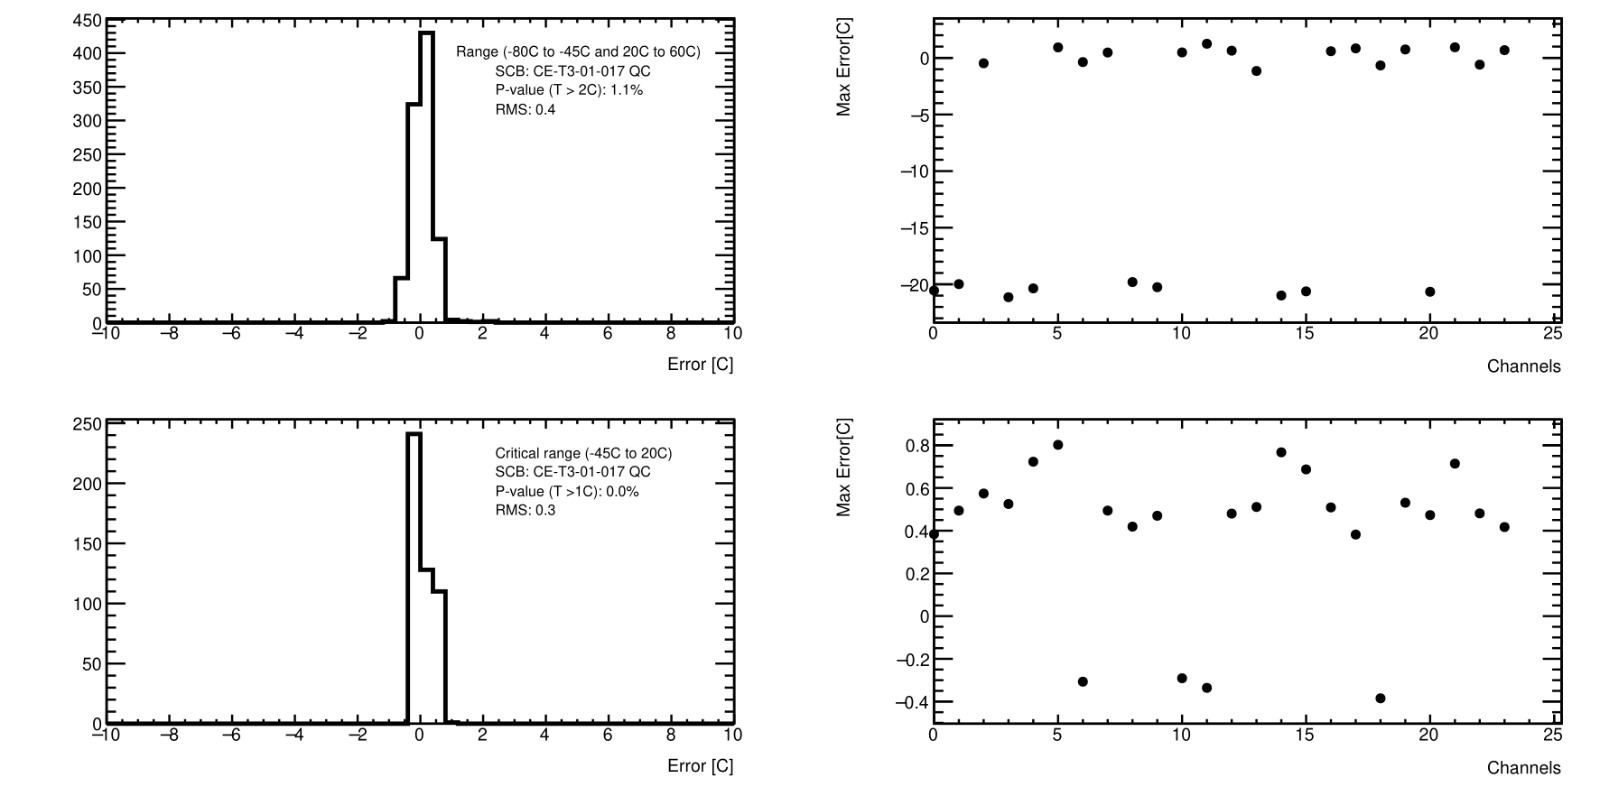 450
400
350
300
250
200
150
100
50
0
Range (-80C to -45C and 20C to 60C)
SCB: CE-T3-01-017 QC
P-value (T > 2C): 1.1%
RMS: 0.4
−10 −8 −6 −4 −2 0 2 4 6 8 10
Error [C]
Max Error[C]
0
−5
−10
−15
−20
0 5 10 15 20 25
Channels
250
200
150
100
50
0
Critical range (-45C to 20C)
SCB: CE-T3-01-017 QC
P-value (T >1C): 0.0%
RMS: 0.3
−10 −8 −6 −4 −2 0 2 4 6 8 10
Error [C]
Max Error[C]
0.8
0.6
0.4
0.2
0
−0.2
−0.4
0 5 10 15 20 25
Channels